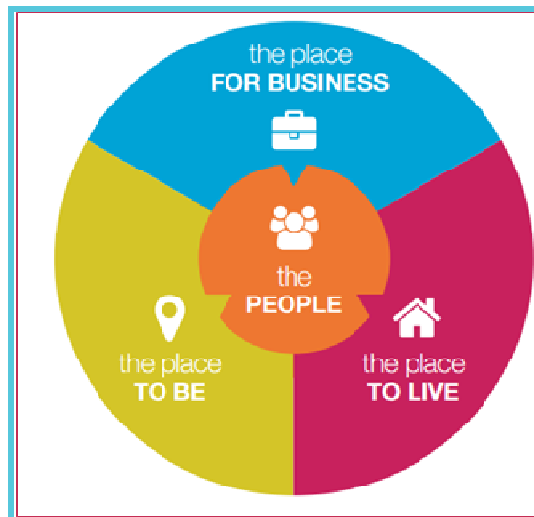 the place
FOR BUSINESS
the
PEOPLE
the place
TO BE
the place
TO LIVE